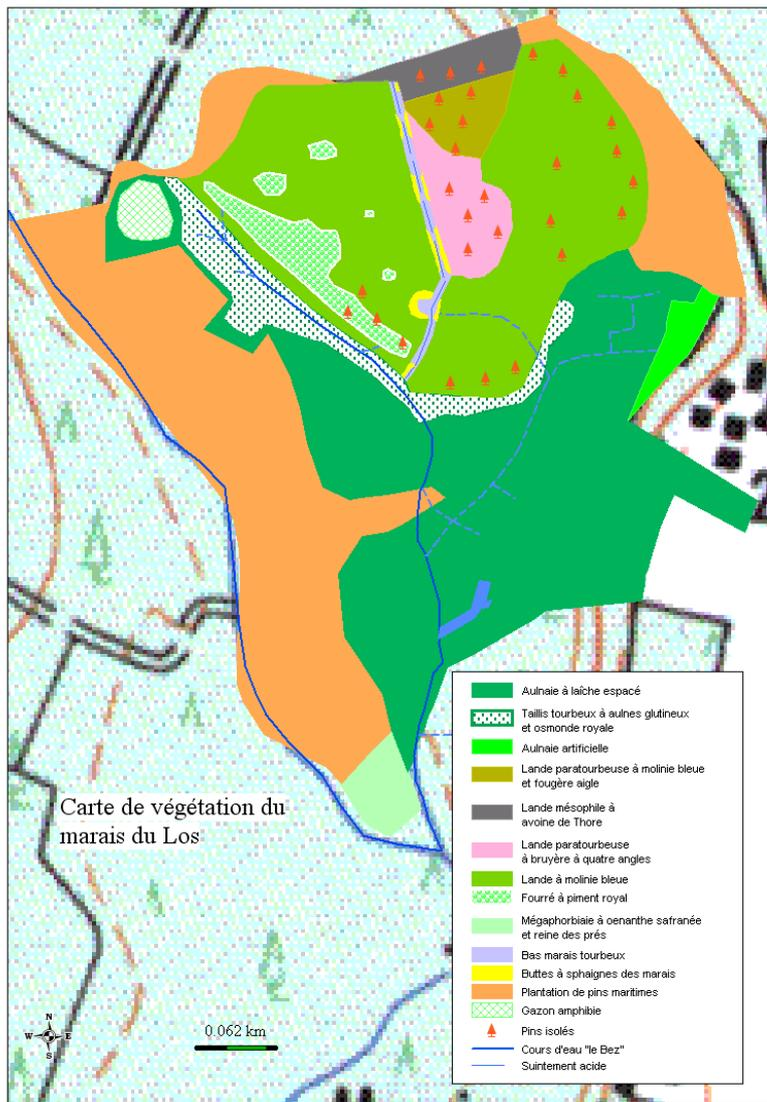 Carte de végétation du
marais du Los
N
W E
S
0.062 km
Aulnaie à laîche espacé
Taillis tourbeux à aulnes glutineux
et osmonde royale
Aulnaie artificielle
Lande paratourbeuse à molinie bleue
et fougère aigle
Lande mésophile à
avoine de Thore
Lande paratourbeuse
à bruyère à quatre angles
Lande à molinie bleue
Fourré à piment royal
Mégaphorbiaie à oenanthe safranée
et reine des prés
Bas marais tourbeux
Buttes à sphaignes des marais
Plantation de pins maritimes
Gazon amphibie
Pins isolés
Cours d'eau "le Bez"
Suintement acide